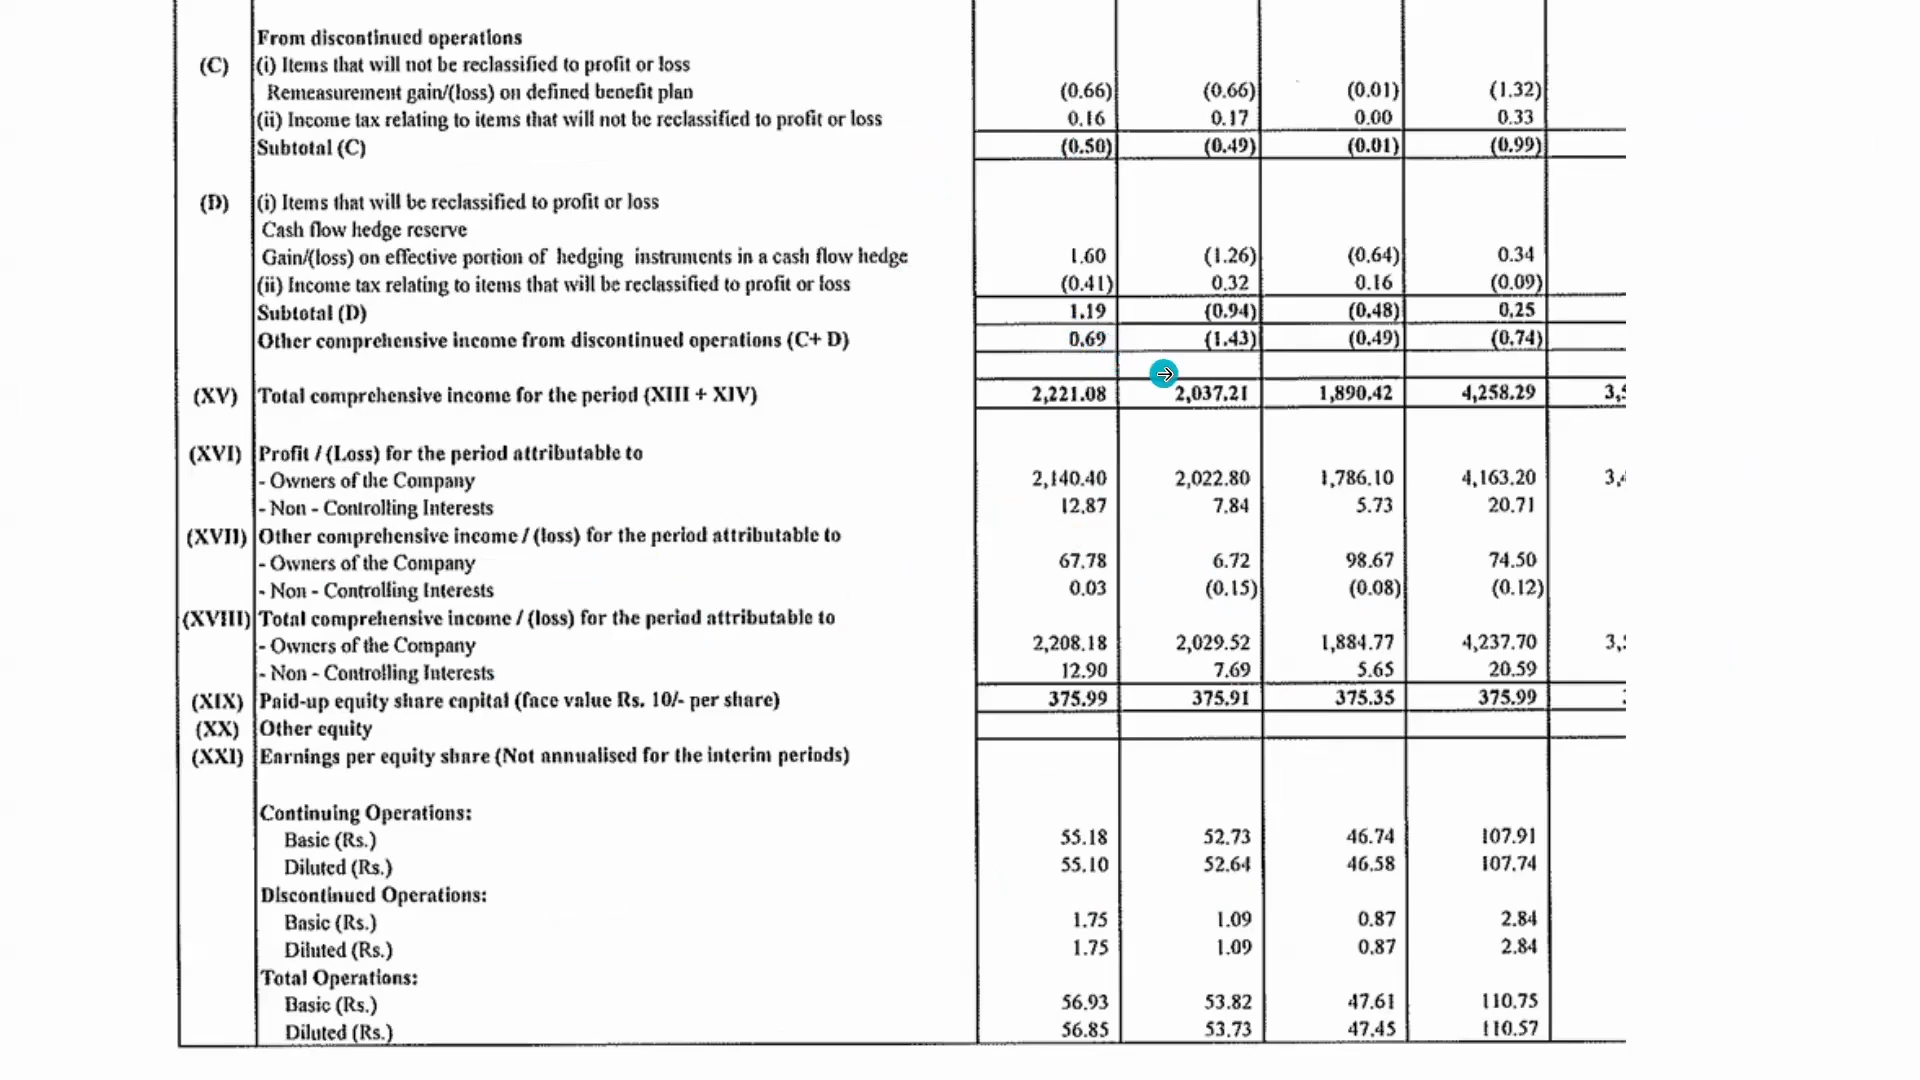 From discontinued operations
(C) (i) Items that will not be reclassified to profit or loss
Remeasurement gain/(loss) on defined benefit plan (0.66) (0.66) (0.01) (1.32)
(ii) Income tax relating to items that will not be reclassified to profit or loss 0.16 0.17 0.00 0.33
Subtotal (C) (0.50) (0.49) (0.01) (0.99)
(D) (i) Items that will be reclassified to profit or loss
Cash flow hedge reserve
Gain/(loss) on effective portion of hedging instruments in a cash flow hedge 1.60 (1.26) (0.64) 0.34
(ii) Income tax relating to items that will be reclassified to profit or loss (0.41) 0.32 0.16 (0.09)
Subtotal (D) 1.19 (0.94) (0.48) 0.25
Other comprehensive income from discontinued operations (C+ D) 0.69 (1.43) (0.49) (0.74)
(XV) Total comprehensive income for the period (XIII + XIV) 2,221.08 2,037.21 1,890.42 4,258.29
(XVI) Profit / (Loss) for the period attributable to
- Owners of the Company 2,140.40 2,022.80 1,786.10 4,163.20
- Non - Controlling Interests 12.87 7.84 5.73 20.71
(XVII) Other comprehensive income / (loss) for the period attributable to
- Owners of the Company 67.78 6.72 98.67 74.50
- Non - Controlling Interests 0.03 (0.15) (0.08) (0.12)
(XVIII) Total comprehensive income / (loss) for the period attributable to
- Owners of the Company 2,208.18 2,029.52 1,884.77 4,237.70
- Non - Controlling Interests 12.90 7.69 5.65 20.59
(XIX) Paid-up equity share capital (face value Rs. 10/- per share) 375.99 375.91 375.35 375.99
(XX) Other equity
(XXI) Earnings per equity share (Not annualised for the interim periods)
Continuing Operations:
Basic (Rs.) 55.18 52.73 46.74 107.91
Diluted (Rs.) 55.10 52.64 46.58 107.74
Discontinued Operations:
Basic (Rs.) 1.75 1.09 0.87 2.84
Diluted (Rs.) 1.75 1.09 0.87 2.84
Total Operations:
Basic (Rs.) 56.93 53.82 47.61 110.75
Diluted (Rs.) 56.85 53.73 47.45 110.57